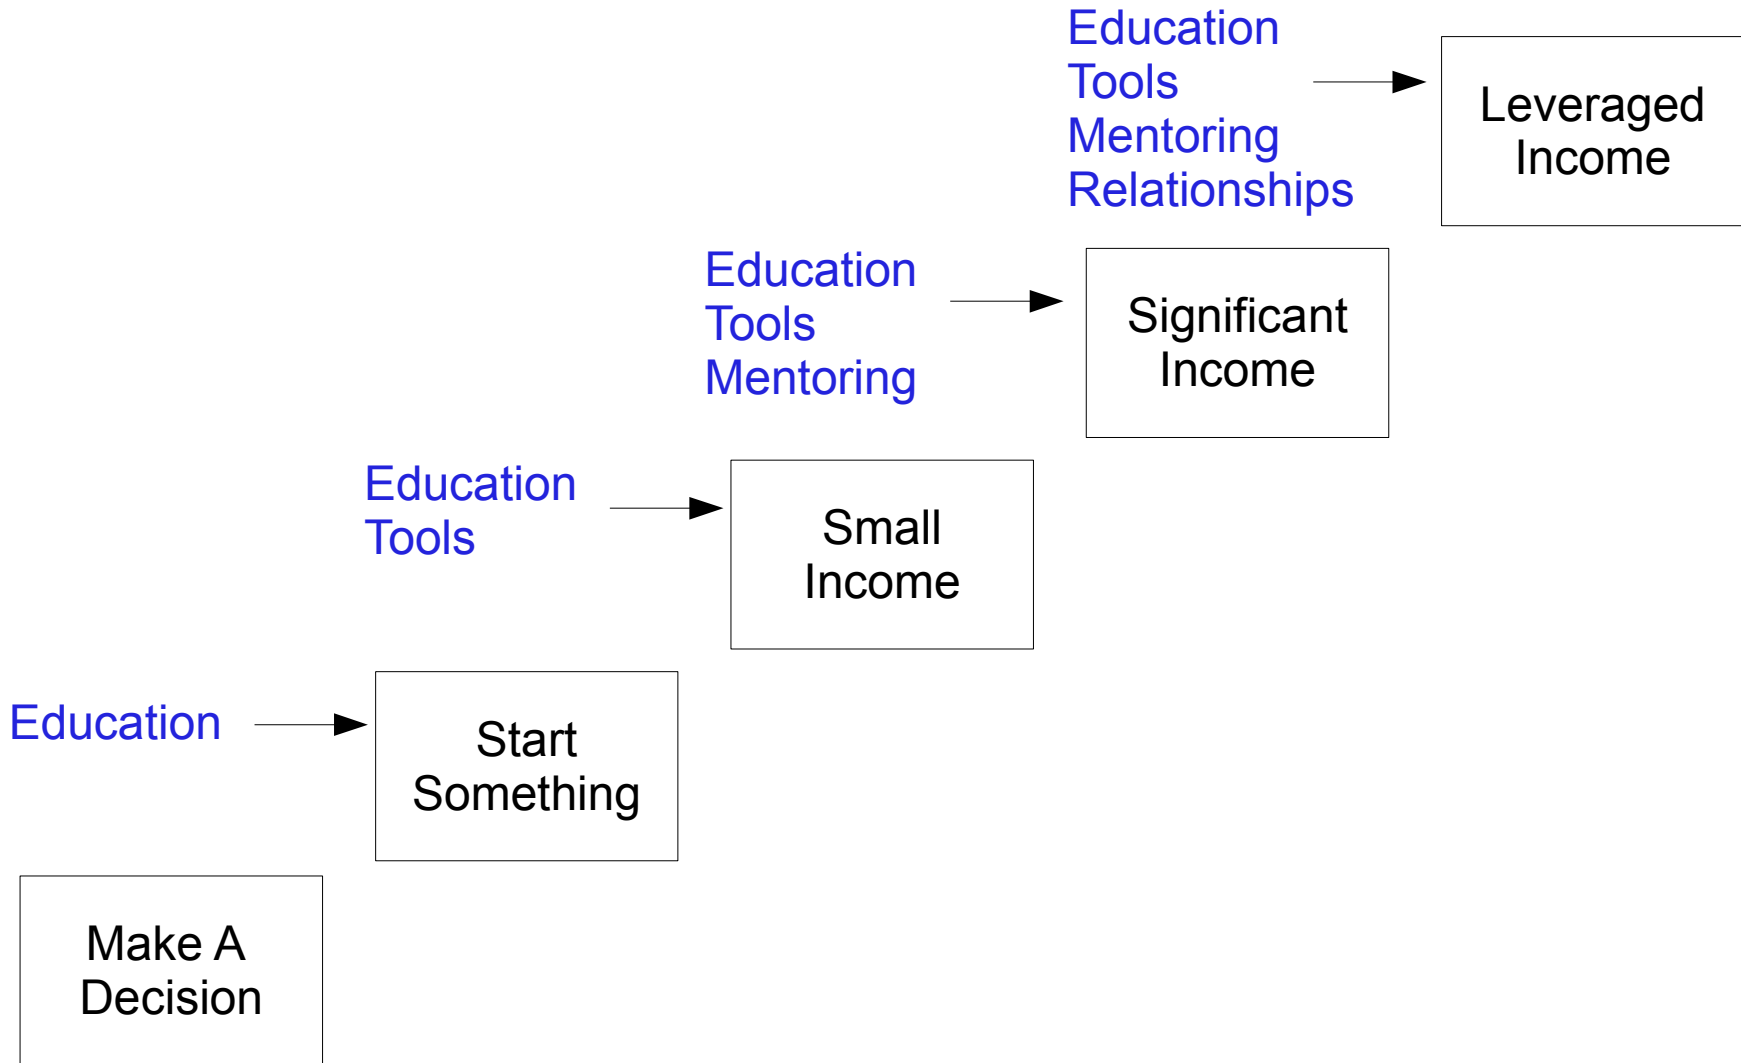 Education
Tools
Mentoring
Relationships
Leveraged
Income
Education
Tools
Mentoring
Significant
Income
Education
Tools
Small
Income
Education
Start
Something
Make A
Decision